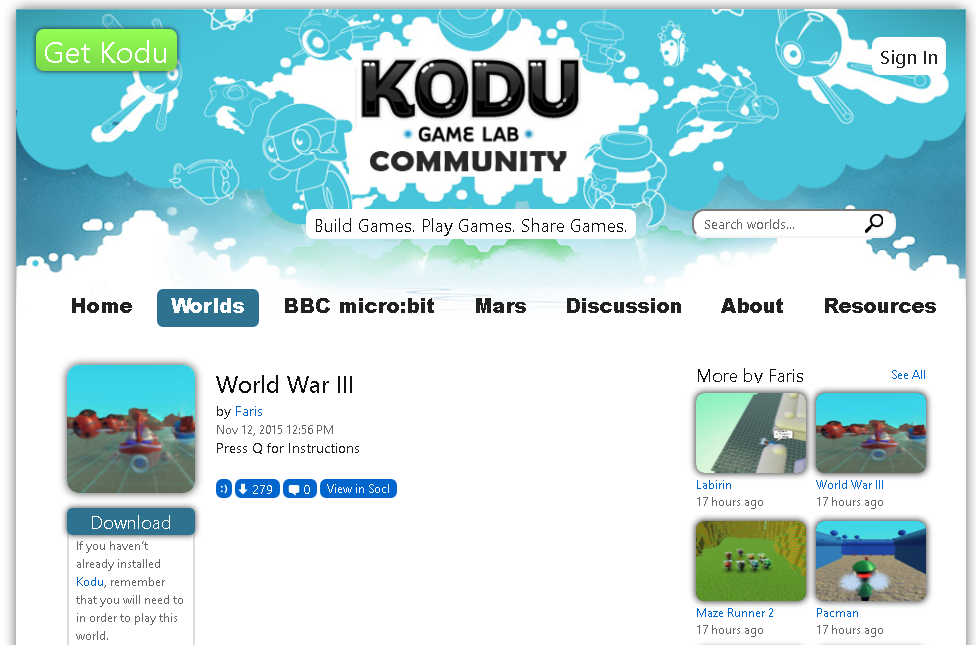 Get Kodu
Sign In
KODU
GAME LAB
COMMUNITY
Build Games. Play Games. Share Games.
Search worlds...
Home Worlds BBC micro:bit Mars Discussion About Resources
World War III
by Faris
Nov 12, 2015 12:56 PM
Press Q for Instructions
:) 279 0 View in Socl
Download
If you haven't
already installed
Kodu, remember
that you will need to
in order to play this
world.
More by Faris See All
Labirin World War III
17 hours ago 17 hours ago
Maze Runner 2 Pacman
17 hours ago 17 hours ago